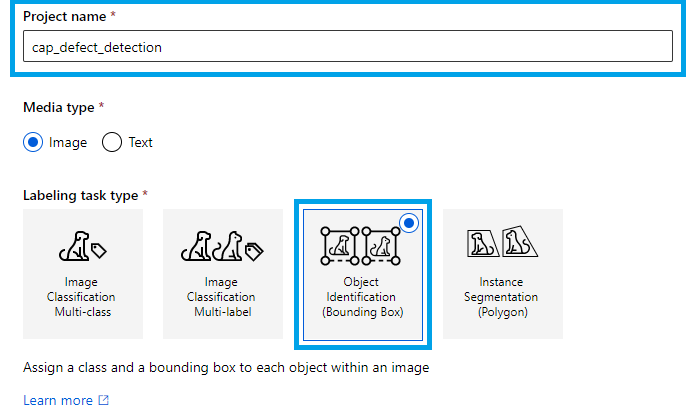 Project name *
cap_defect_detection
Media type *
Image Text
Labeling task type *
Image
Classification
Multi-class
Image
Classification
Multi-label
Object
Identification
(Bounding Box)
Instance
Segmentation
(Polygon)
Assign a class and a bounding box to each object within an image
Learn more